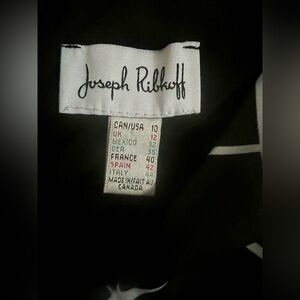 Joseph Ribkoff
CAN/USA 10
UK 12
MEXICO 32
GER 38
FRANCE 40
SPAIN 42
ITALY 44
MADE IN/FAIT AU
CANADA